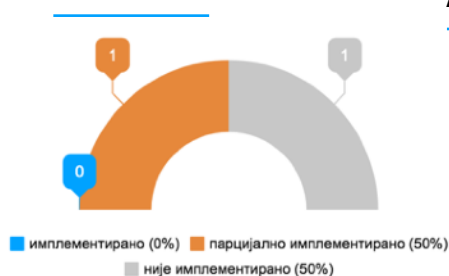 1
1
0
имплементирано (0%) парцијално имплементирано (50%)
није имплементирано (50%)